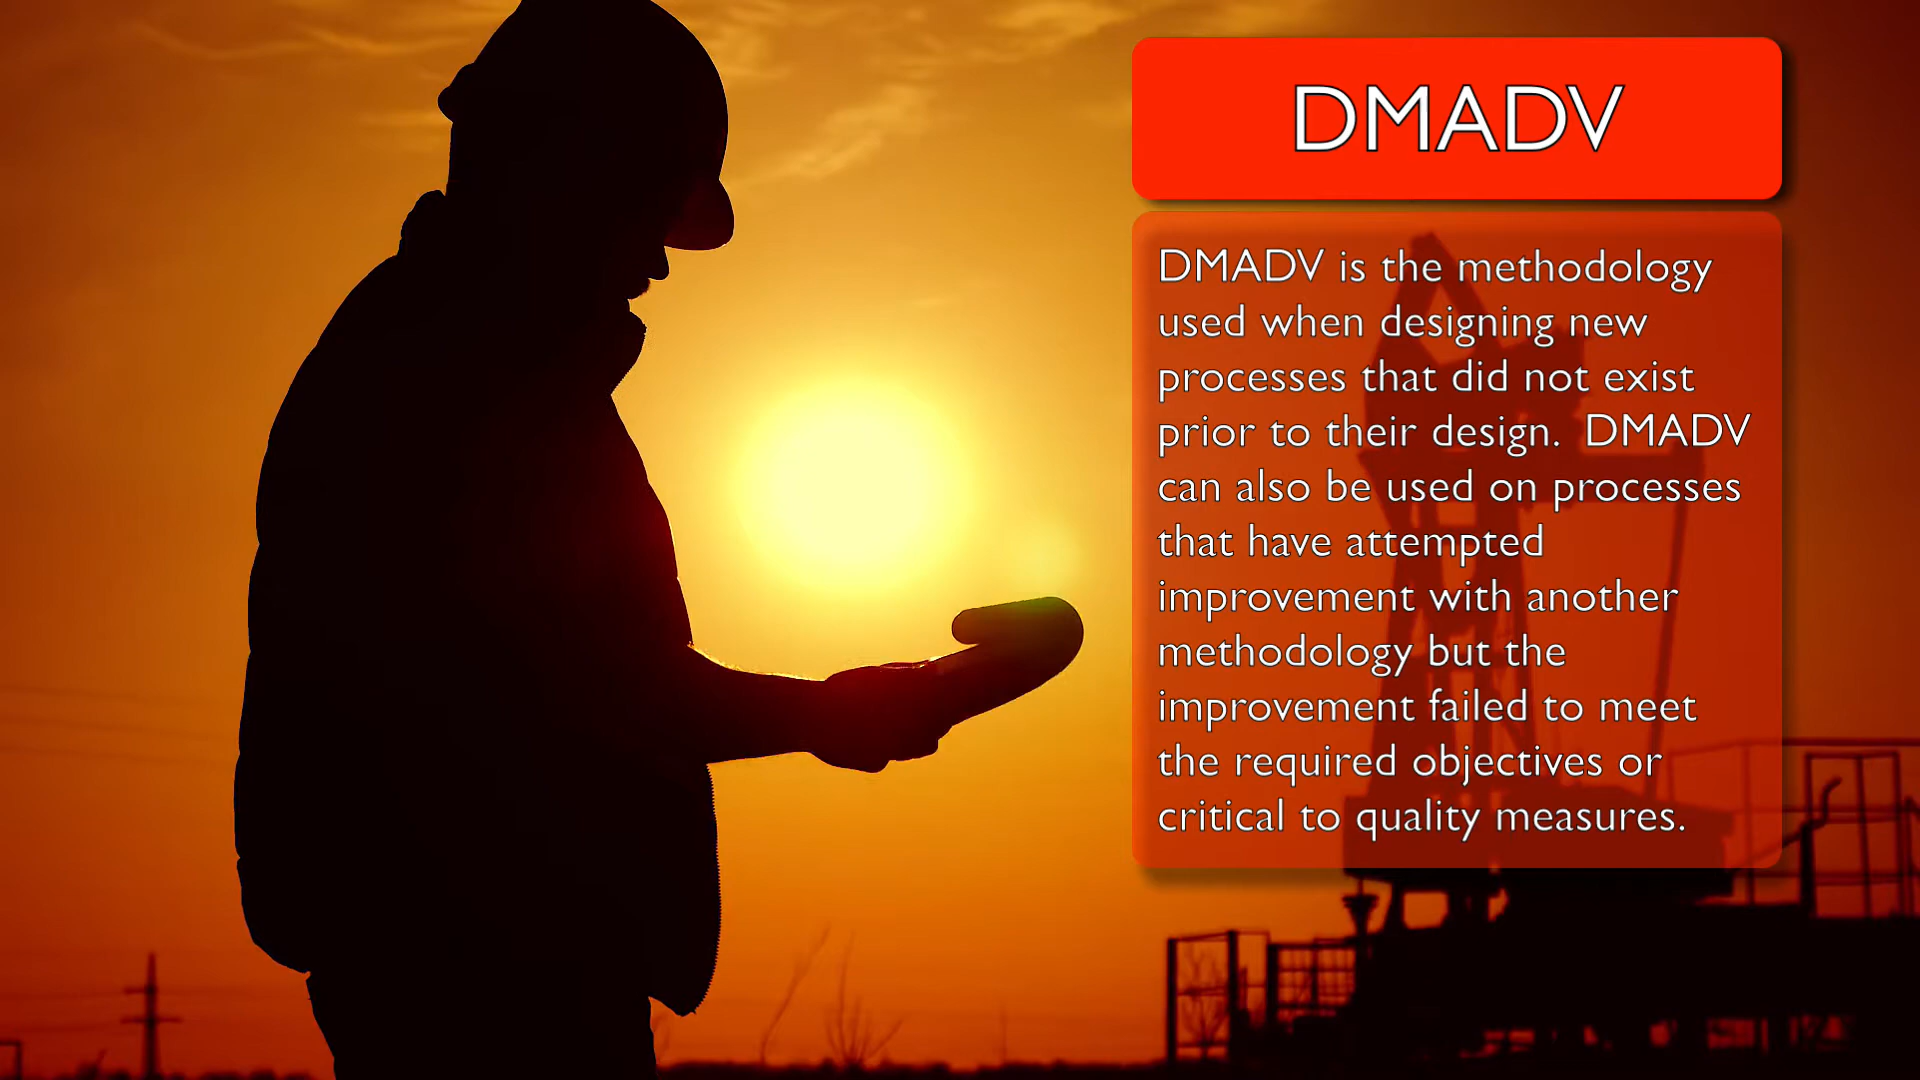 DMADV
DMADV is the methodology
used when designing new
processes that did not exist
prior to their design.  DMADV
can also be used on processes
that have attempted
improvement with another
methodology but the
improvement failed to meet
the required objectives or
critical to quality measures.